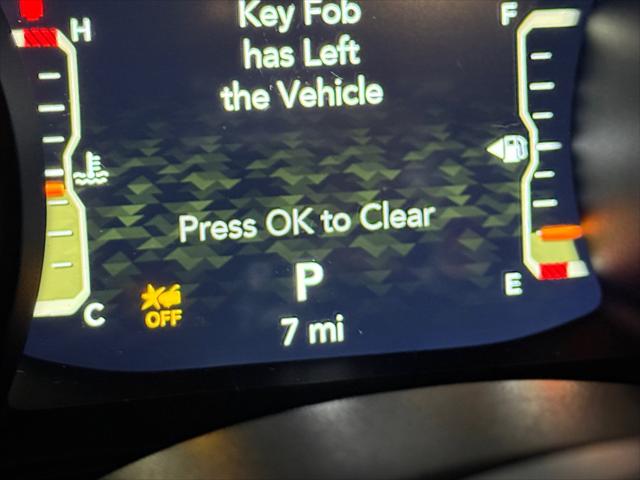 Key Fob
has Left
the Vehicle
H
F
Press OK to Clear
P
E
C
OFF
7 mi